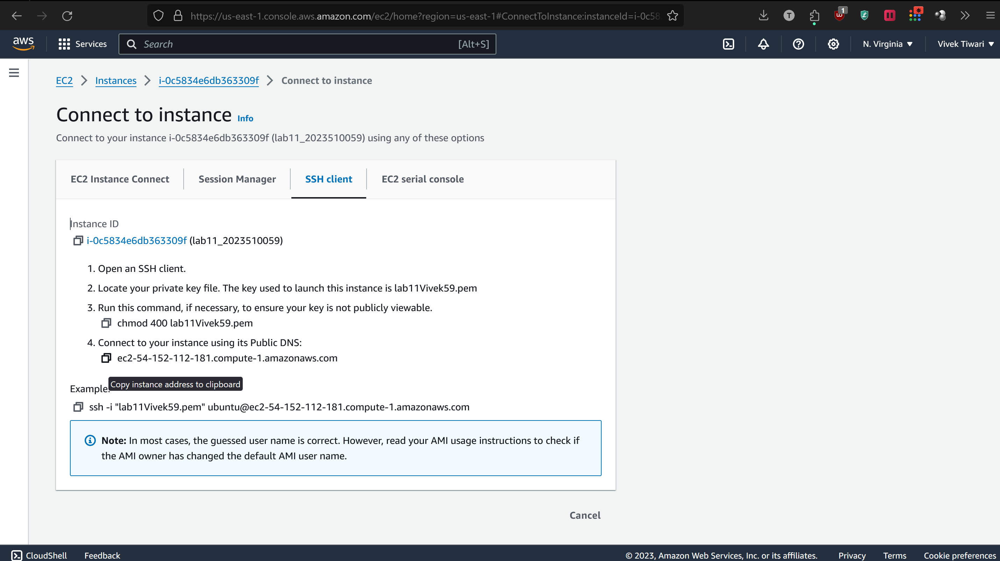 https://us-east-1.console.aws.amazon.com/ec2/home?region=us-east-1#ConnectToInstance:instanceId=i-0c58
T
1
aws
Services
Search
[Alt+S]
N. Virginia
Vivek Tiwari
EC2
Instances
i-0c5834e6db363309f
Connect to instance
Connect to instance Info
Connect to your instance i-0c5834e6db363309f (lab11_2023510059) using any of these options
EC2 Instance Connect
Session Manager
SSH client
EC2 serial console
Instance ID
i-0c5834e6db363309f (lab11_2023510059)
1. Open an SSH client.
2. Locate your private key file. The key used to launch this instance is lab11Vivek59.pem
3. Run this command, if necessary, to ensure your key is not publicly viewable.
chmod 400 lab11Vivek59.pem
4. Connect to your instance using its Public DNS:
ec2-54-152-112-181.compute-1.amazonaws.com
Copy instance address to clipboard
Example:
ssh -i "lab11Vivek59.pem" ubuntu@ec2-54-152-112-181.compute-1.amazonaws.com
Note: In most cases, the guessed user name is correct. However, read your AMI usage instructions to check if
the AMI owner has changed the default AMI user name.
Cancel
CloudShell
Feedback
© 2023, Amazon Web Services, Inc. or its affiliates.
Privacy
Terms
Cookie preferences